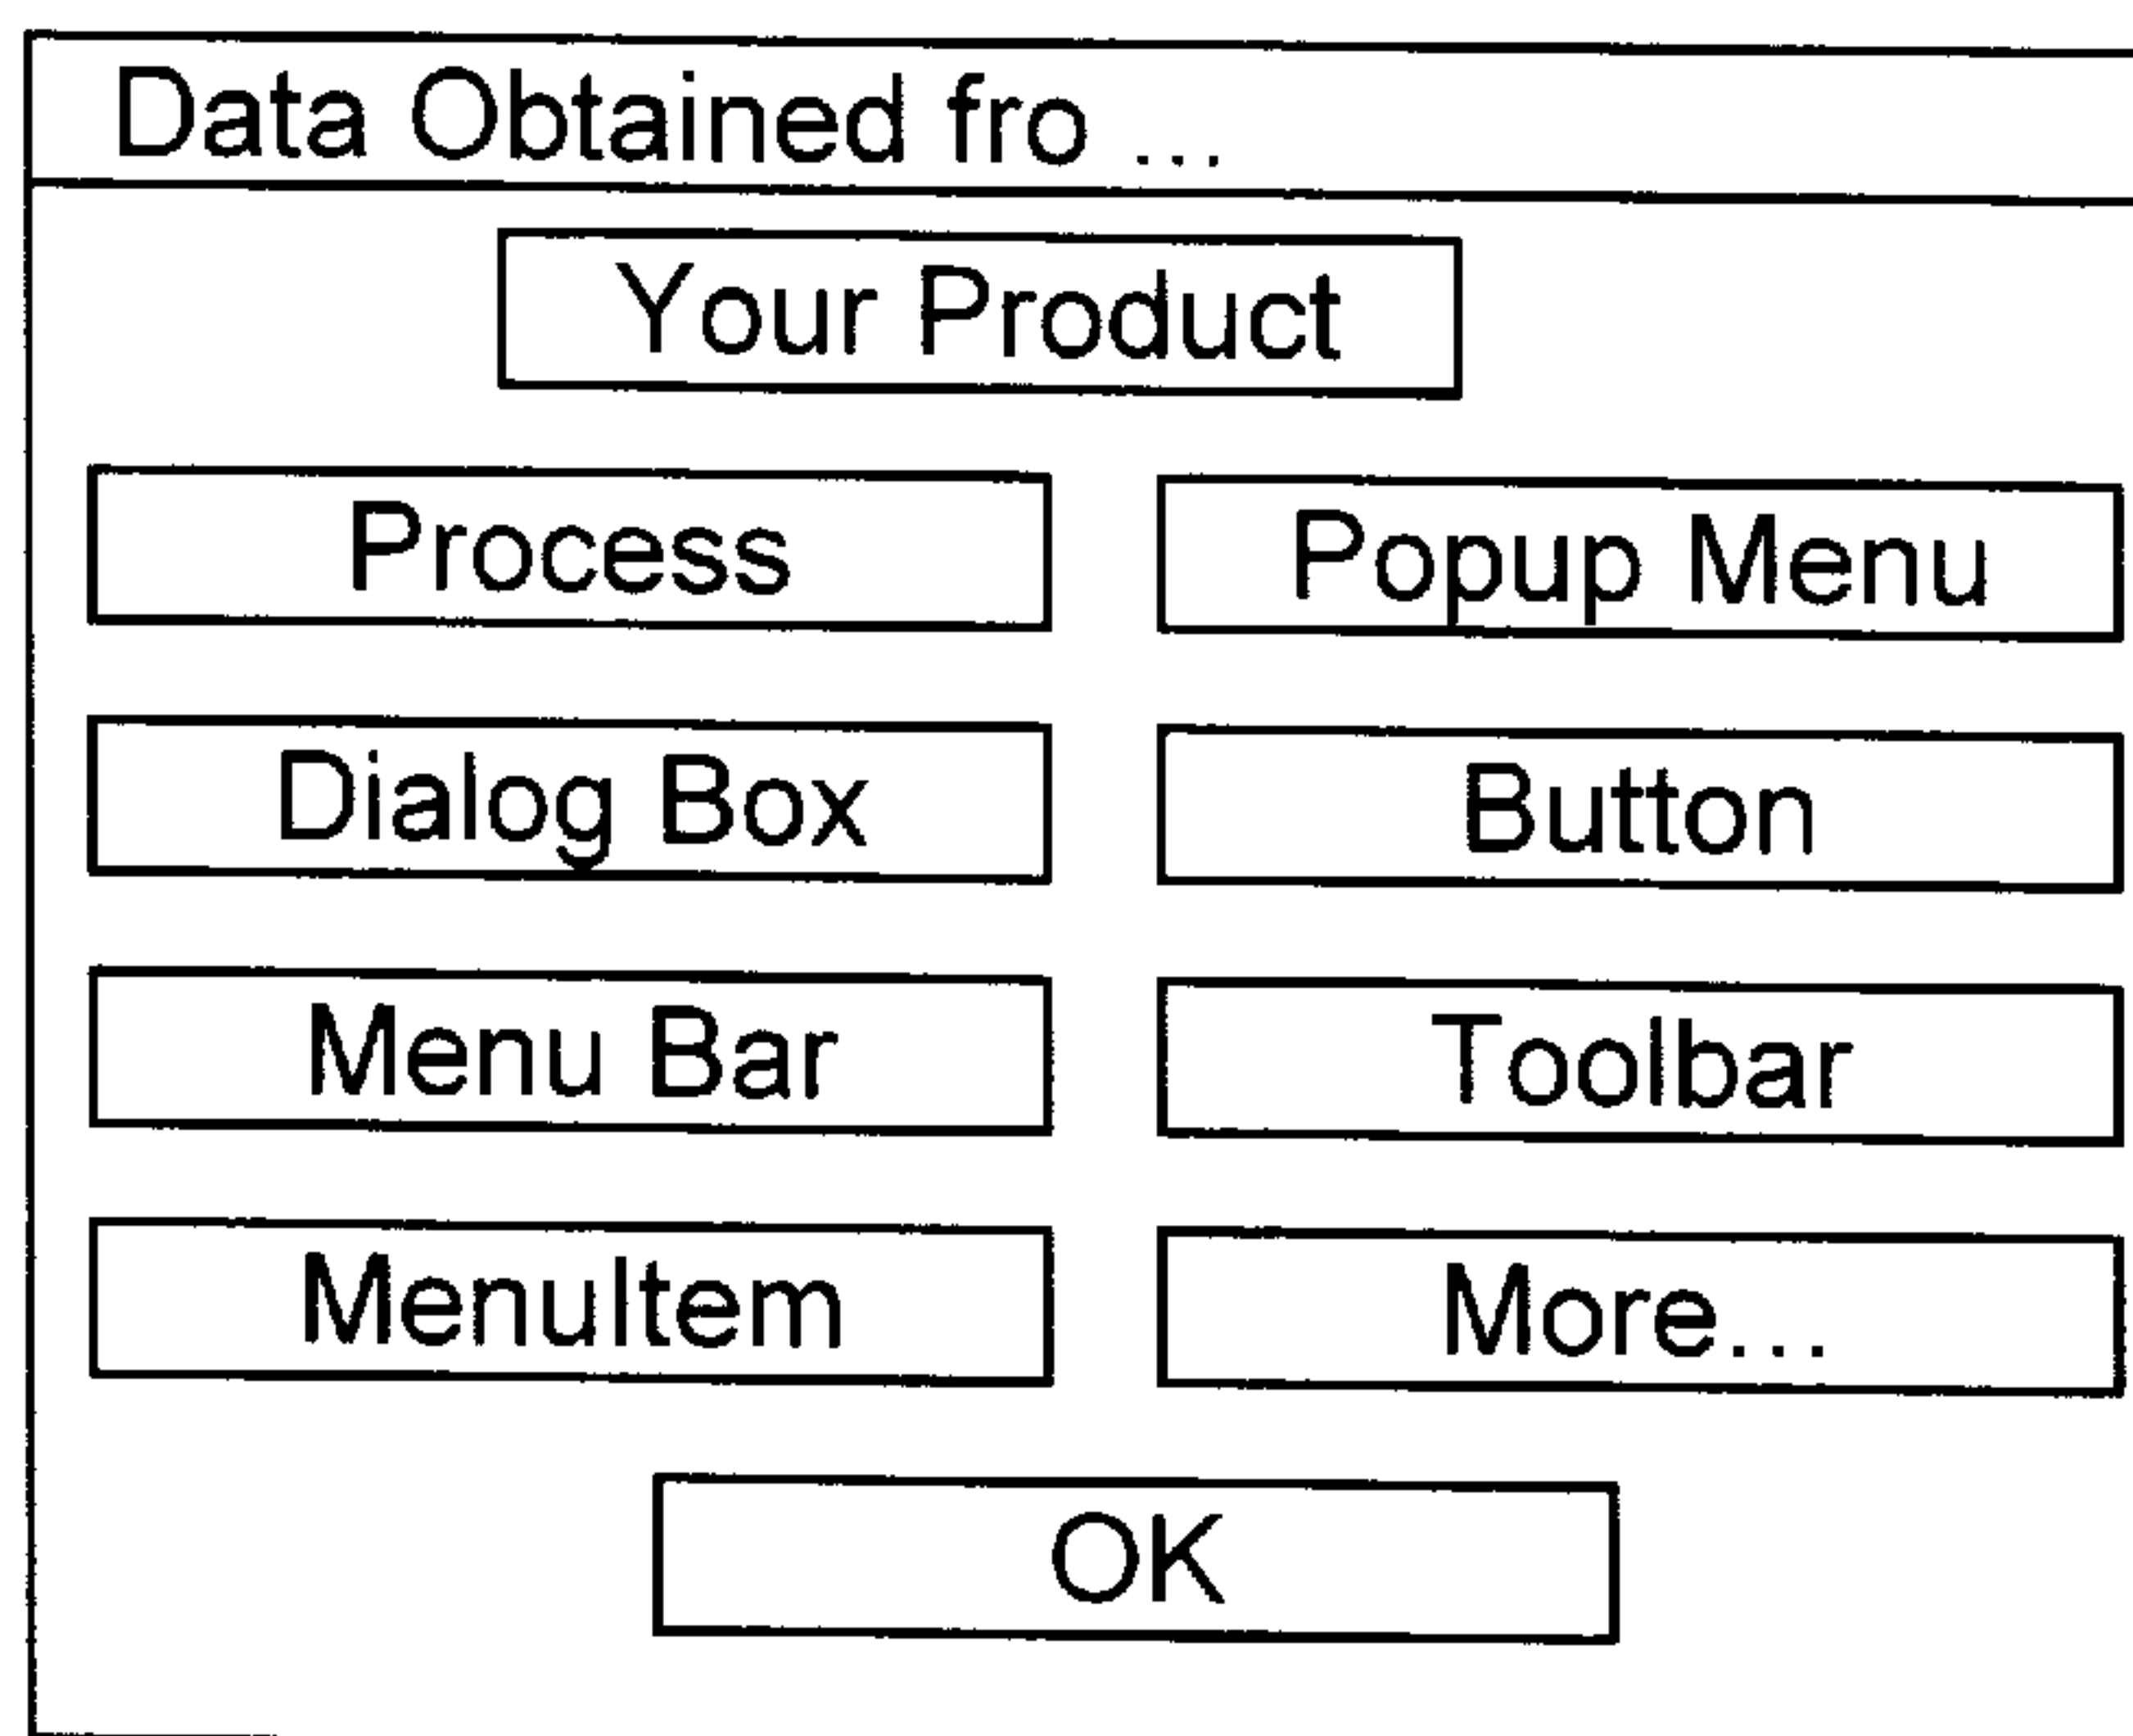 Data Obtained fro ...
Your Product
Process Popup Menu
Dialog Box Button
Menu Bar Toolbar
MenuItem More...
OK